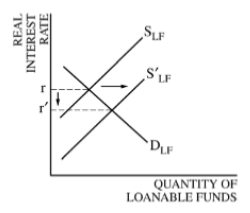 REAL
INTEREST
RATE
S_LF
S′_LF
r
r′
D_LF
QUANTITY OF
LOANABLE FUNDS